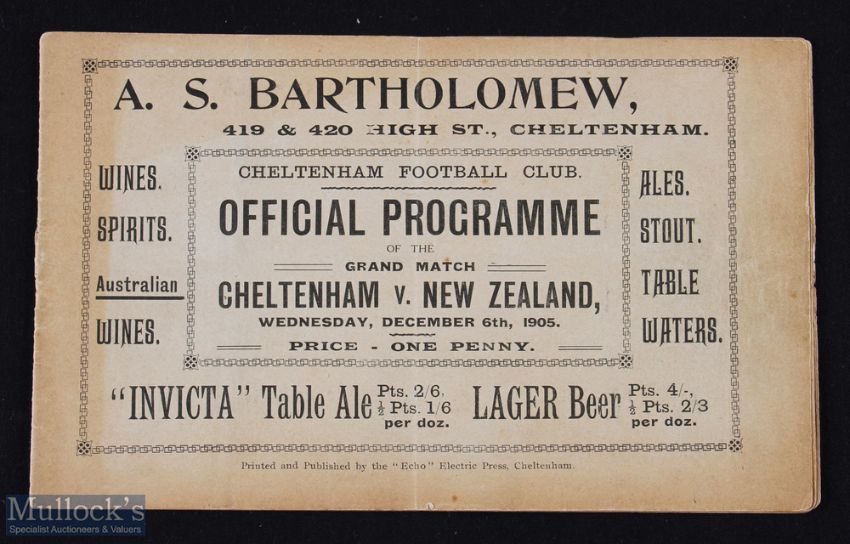 A. S. BARTHOLOMEW,
419 & 420 HIGH ST., CHELTENHAM.
WINES.
SPIRITS.
Australian
WINES.
CHELTENHAM FOOTBALL CLUB.
OFFICIAL PROGRAMME
OF THE
GRAND MATCH
CHELTENHAM v. NEW ZEALAND,
WEDNESDAY, DECEMBER 6th, 1905.
PRICE - ONE PENNY.
ALES.
STOUT.
TABLE
WATERS.
"INVICTA" Table Ale Pts. 2/6, ½ Pts. 1/6 per doz. LAGER Beer Pts. 4/-, ½ Pts. 2/3 per doz.
Printed and Published by the "Echo" Electric Press, Cheltenham.
Mullock's
Specialist Auctioneers & Valuers